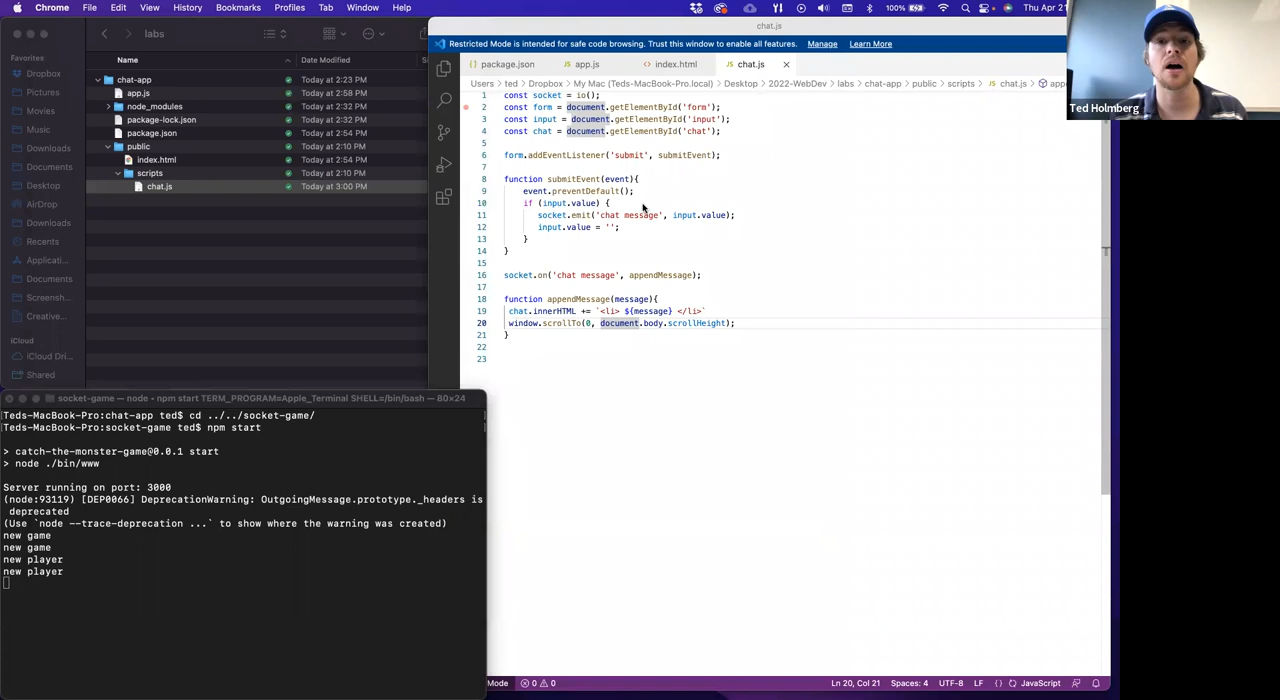 Chrome File Edit View History Bookmarks Profiles Tab Window Help 100% Thu Apr 21
labs
chat.js
Restricted Mode is intended for safe code browsing. Trust this window to enable all features. Manage Learn More
Favorites
Dropbox
Pictures
Movies
Music
Downloads
Documents
Desktop
AirDrop
Downloads
Recents
Applicati...
Documents
Screensh...
Creative...
iCloud
iCloud Dri...
Shared
Name Date Modified
chat-app Today at 2:23 PM
app.js Today at 2:58 PM
node_modules Today at 2:32 PM
package-lock.json Today at 2:32 PM
package.json Today at 2:54 PM
public Today at 2:10 PM
index.html Today at 2:54 PM
scripts Today at 2:10 PM
chat.js Today at 3:00 PM
package.json app.js index.html chat.js
Users > ted > Dropbox > My Mac (Teds-MacBook-Pro.local) > Desktop > 2022-WebDev > labs > chat-app > public > scripts > chat.js >
1 const socket = io();
2 const form = document.getElementById('form');
3 const input = document.getElementById('input');
4 const chat = document.getElementById('chat');
5
6 form.addEventListener('submit', submitEvent);
7
8 function submitEvent(event){
9 event.preventDefault();
10 if (input.value) {
11 socket.emit('chat message', input.value);
12 input.value = '';
13 }
14 }
15
16 socket.on('chat message', appendMessage);
17
18 function appendMessage(message){
19 chat.innerHTML += `<li> ${message} </li>`
20 window.scrollTo(0, document.body.scrollHeight);
21 }
22
23
Ted Holmberg
socket-game — node • npm start TERM_PROGRAM=Apple_Terminal SHELL=/bin/bash — 80×24
Teds-MacBook-Pro:chat-app ted$ cd ../../socket-game/
Teds-MacBook-Pro:socket-game ted$ npm start
> catch-the-monster-game@0.0.1 start
> node ./bin/www
Server running on port: 3000
(node:93119) [DEP0066] DeprecationWarning: OutgoingMessage.prototype._headers is
deprecated
(Use `node --trace-deprecation ...` to show where the warning was created)
new game
new game
new player
new player
Mode 0 0 Ln 20, Col 21 Spaces: 4 UTF-8 LF {} JavaScript